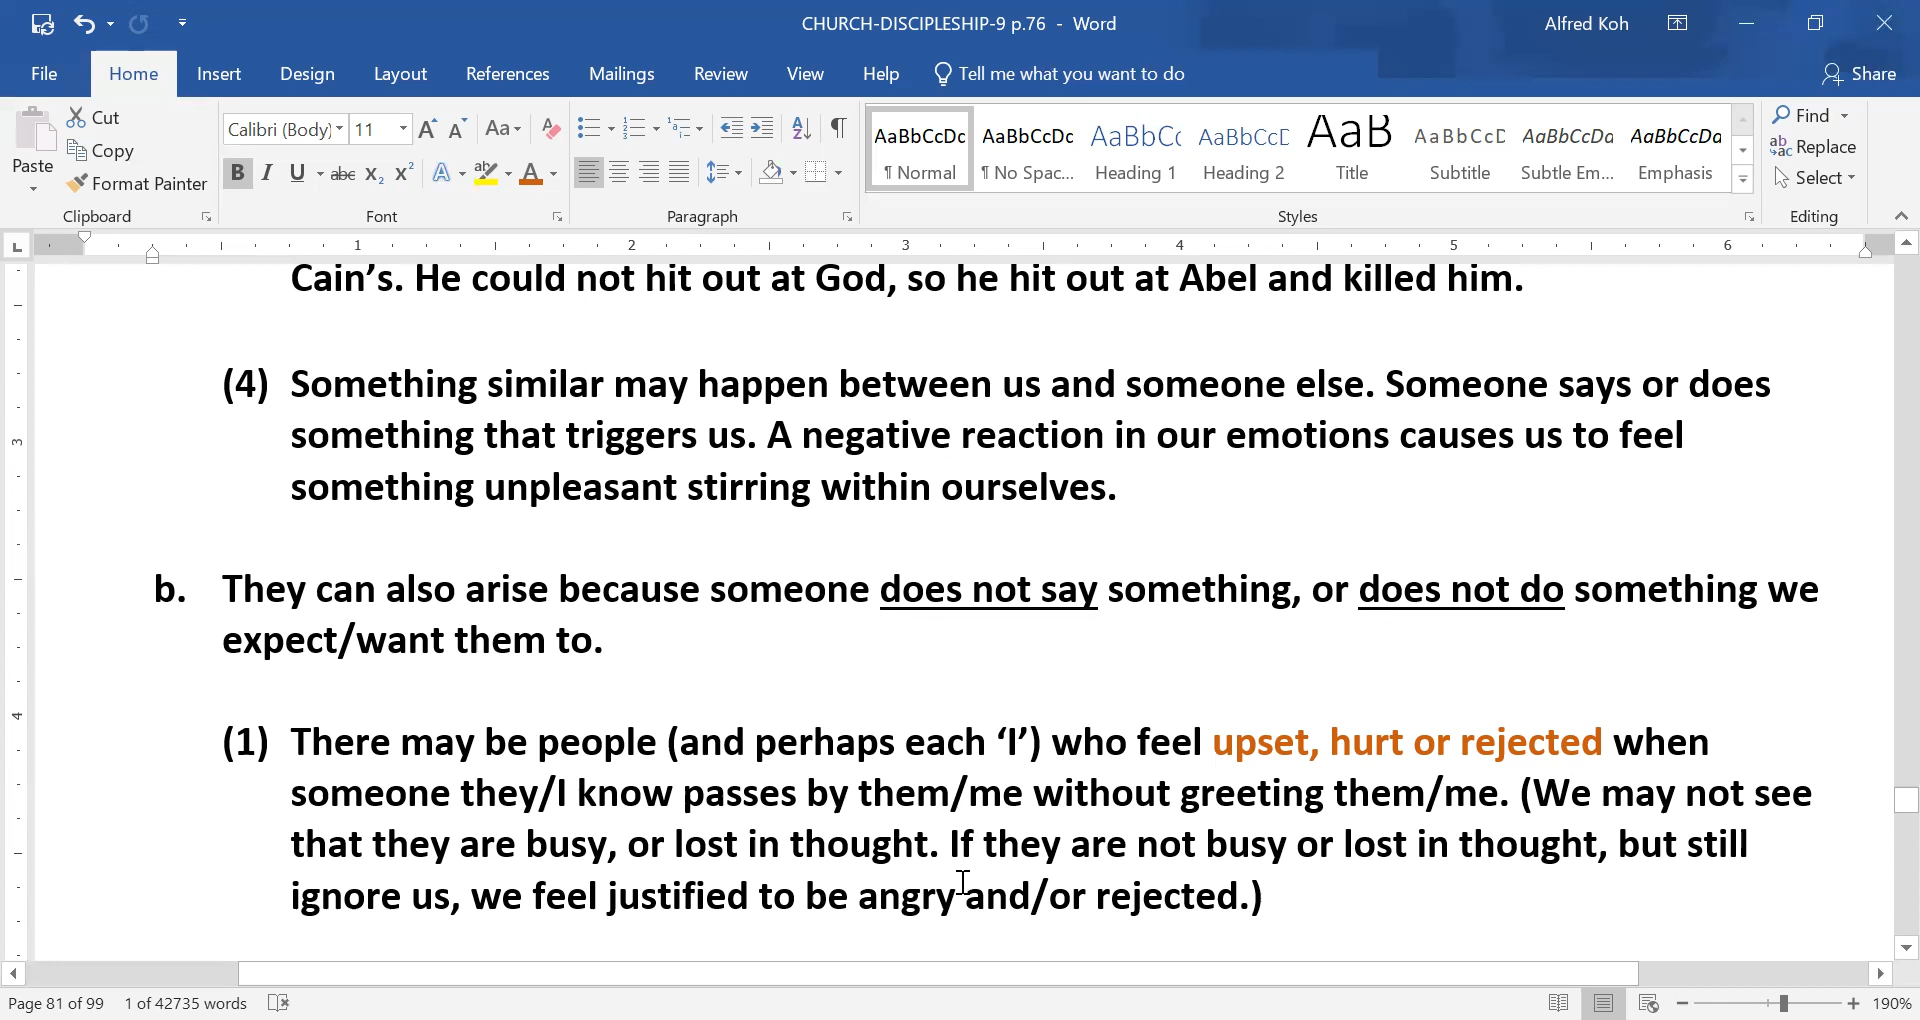 CHURCH-DISCIPLESHIP-9 p.76 - Word
Alfred Koh
File Home Insert Design Layout References Mailings Review View Help Tell me what you want to do Share
Paste
Cut
Copy
Format Painter
Clipboard
Calibri (Body) 11
Font
Paragraph
AaBbCcDc AaBbCcDc AaBbCc AaBbCcD AaB AaBbCcD AaBbCcDa AaBbCcDa
¶ Normal ¶ No Spac... Heading 1 Heading 2 Title Subtitle Subtle Em... Emphasis
Styles
Find
Replace
Select
Editing
1 2 3 4 5 6
Cain’s. He could not hit out at God, so he hit out at Abel and killed him.
(4) Something similar may happen between us and someone else. Someone says or does
something that triggers us. A negative reaction in our emotions causes us to feel
something unpleasant stirring within ourselves.
b. They can also arise because someone does not say something, or does not do something we
expect/want them to.
(1) There may be people (and perhaps each ‘I’) who feel upset, hurt or rejected when
someone they/I know passes by them/me without greeting them/me. (We may not see
that they are busy, or lost in thought. If they are not busy or lost in thought, but still
ignore us, we feel justified to be angry and/or rejected.)
3
4
Page 81 of 99 1 of 42735 words 190%